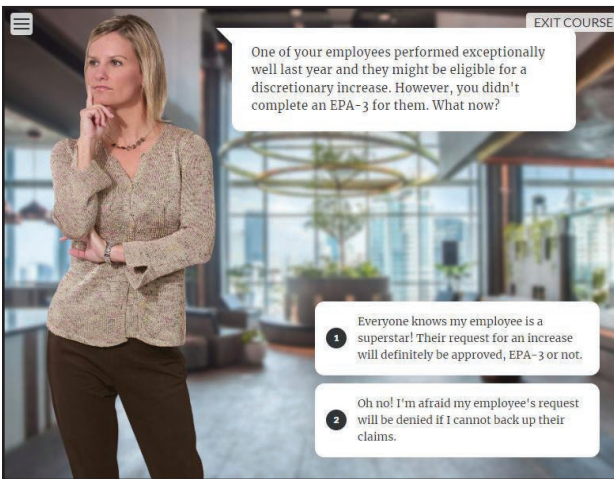 EXIT COURSE
One of your employees performed exceptionally
well last year and they might be eligible for a
discretionary increase. However, you didn't
complete an EPA-3 for them. What now?
1
Everyone knows my employee is a
superstar! Their request for an increase
will definitely be approved, EPA-3 or not.
2
Oh no! I'm afraid my employee's request
will be denied if I cannot back up their
claims.